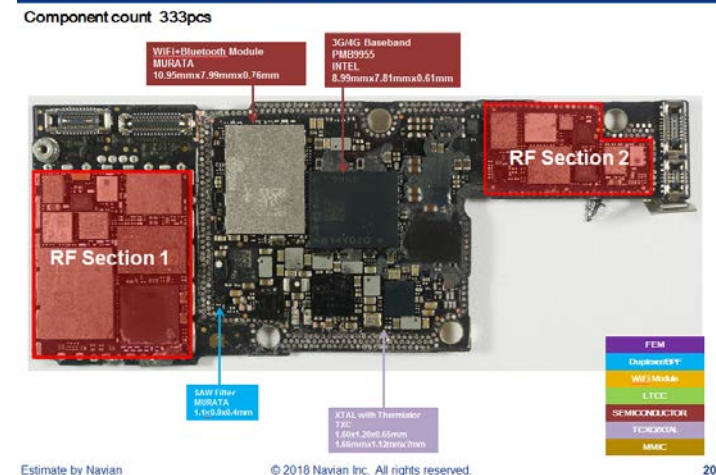 Component count 333pcs
WiFi+Bluetooth Module
MURATA
10.95mmx7.99mmx0.76mm
3G/4G Baseband
PMB9955
INTEL
8.99mmx7.81mmx0.61mm
RF Section 1
RF Section 2
SAW Filter
MURATA
1.1x0.9x0.4mm
XTAL with Thermistor
TXC
1.60x1.20x0.65mm
1.66mmx1.12mmx?mm
FEM
Duplexer/BPF
WiFi Module
LTCC
SEMICONDUCTOR
TCXO/XTAL
MMIC
Estimate by Navian
© 2018 Navian Inc. All rights reserved.
20